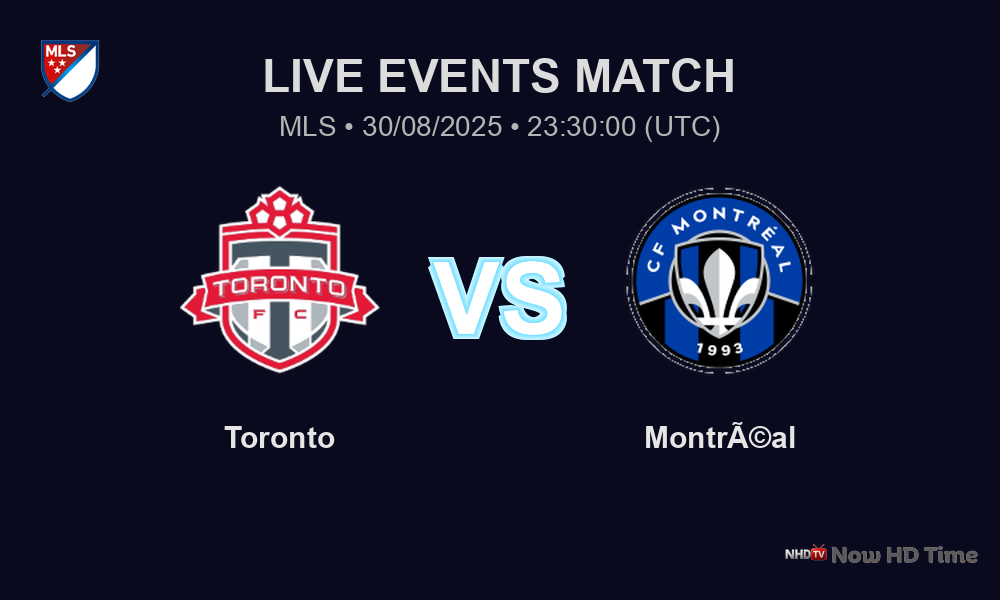 MLS
LIVE EVENTS MATCH
MLS • 30/08/2025 • 23:30:00 (UTC)
TORONTO
F C
CF MONTRÉAL
1993
VS
Toronto
MontrÃ©al
NHD TV Now HD Time